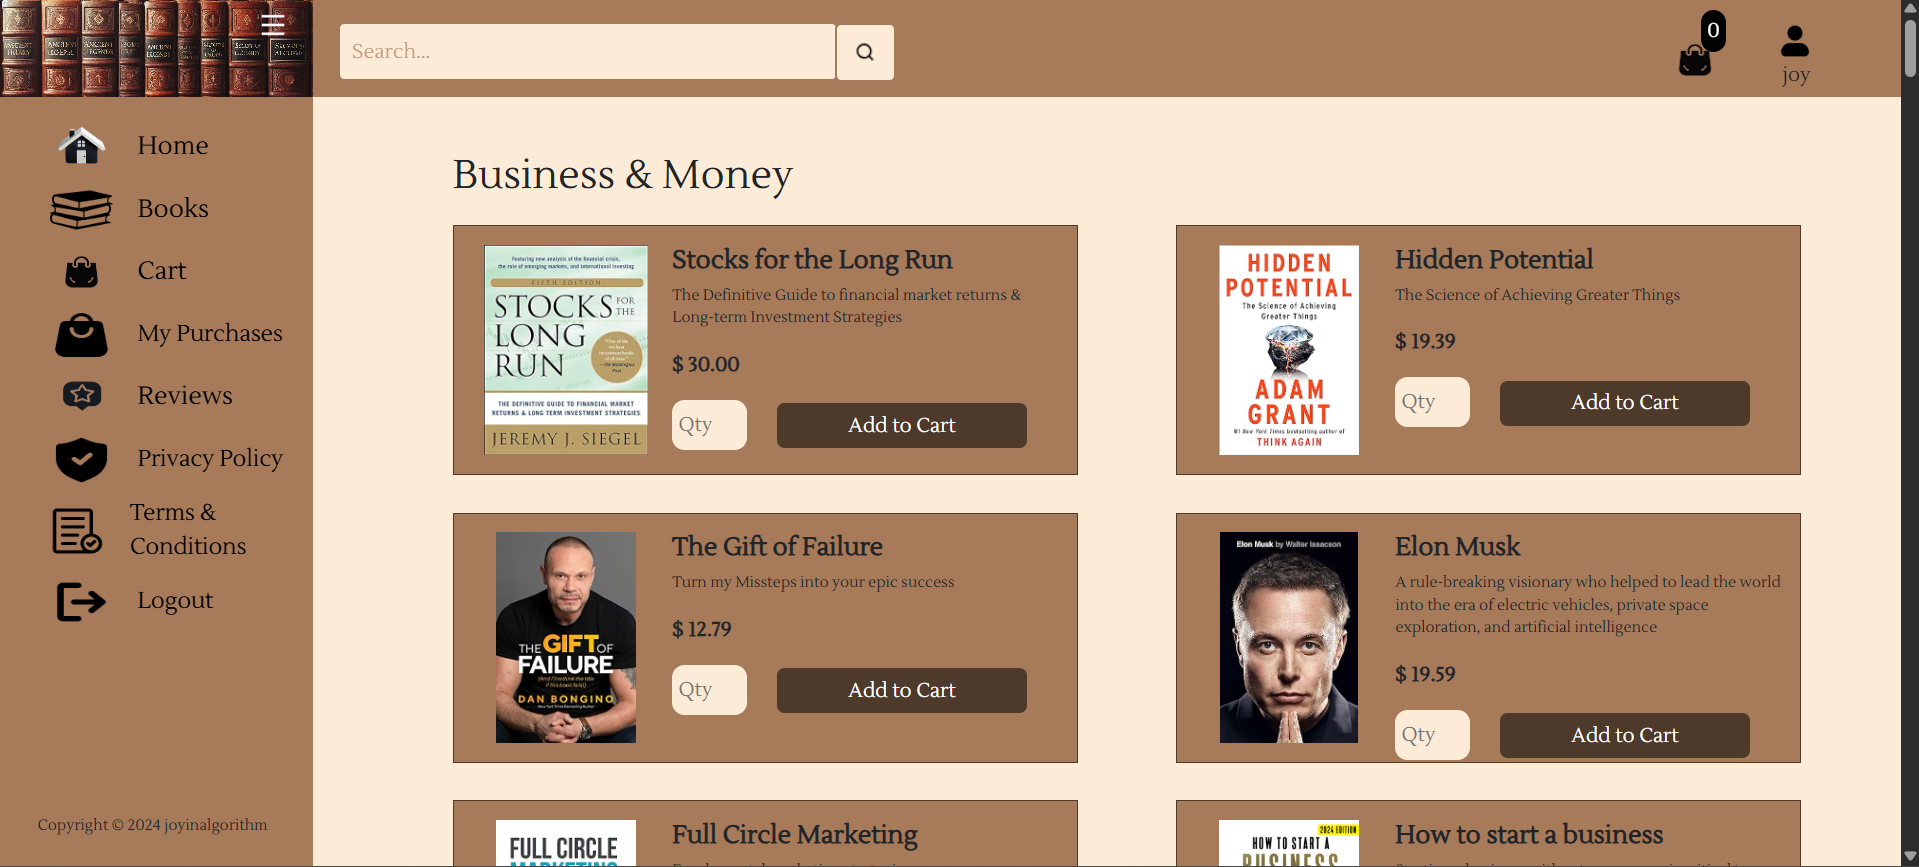 Search...
0
joy
Home
Books
Cart
My Purchases
Reviews
Privacy Policy
Terms &
Conditions
Logout
Copyright © 2024 joyinalgorithm
Business & Money
Featuring new analysis of the financial crisis,
the role of emerging markets, and international investing
FIFTH EDITION
STOCKS FOR THE
LONG
RUN
THE DEFINITIVE GUIDE TO FINANCIAL MARKET
RETURNS & LONG TERM INVESTMENT STRATEGIES
JEREMY J. SIEGEL
Stocks for the Long Run
The Definitive Guide to financial market returns &
Long-term Investment Strategies
$ 30.00
Qty
Add to Cart
HIDDEN
POTENTIAL
The Science of Achieving
Greater Things
ADAM
GRANT
#1 New York Times bestselling author of
THINK AGAIN
Hidden Potential
The Science of Achieving Greater Things
$ 19.39
Qty
Add to Cart
THE GIFT OF
FAILURE
DAN BONGINO
The Gift of Failure
Turn my Missteps into your epic success
$ 12.79
Qty
Add to Cart
Elon Musk by Walter Isaacson
Elon Musk
A rule-breaking visionary who helped to lead the world
into the era of electric vehicles, private space
exploration, and artificial intelligence
$ 19.59
Qty
Add to Cart
FULL CIRCLE
MARKETING
Full Circle Marketing
2024 EDITION
HOW TO START A
BUSINESS
How to start a business